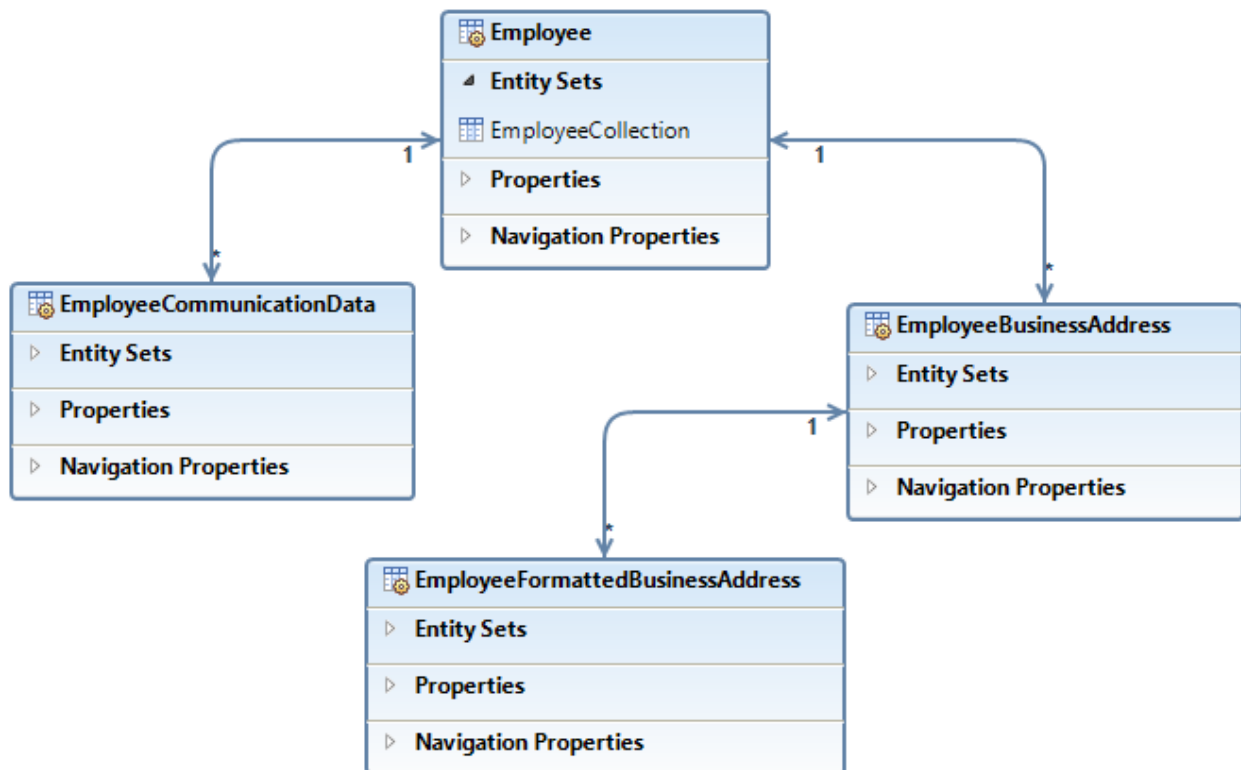 Employee
Entity Sets
EmployeeCollection
1
1
Properties
Navigation Properties
*
*
EmployeeCommunicationData
Entity Sets
Properties
Navigation Properties
EmployeeBusinessAddress
Entity Sets
Properties
Navigation Properties
1
*
EmployeeFormattedBusinessAddress
Entity Sets
Properties
Navigation Properties